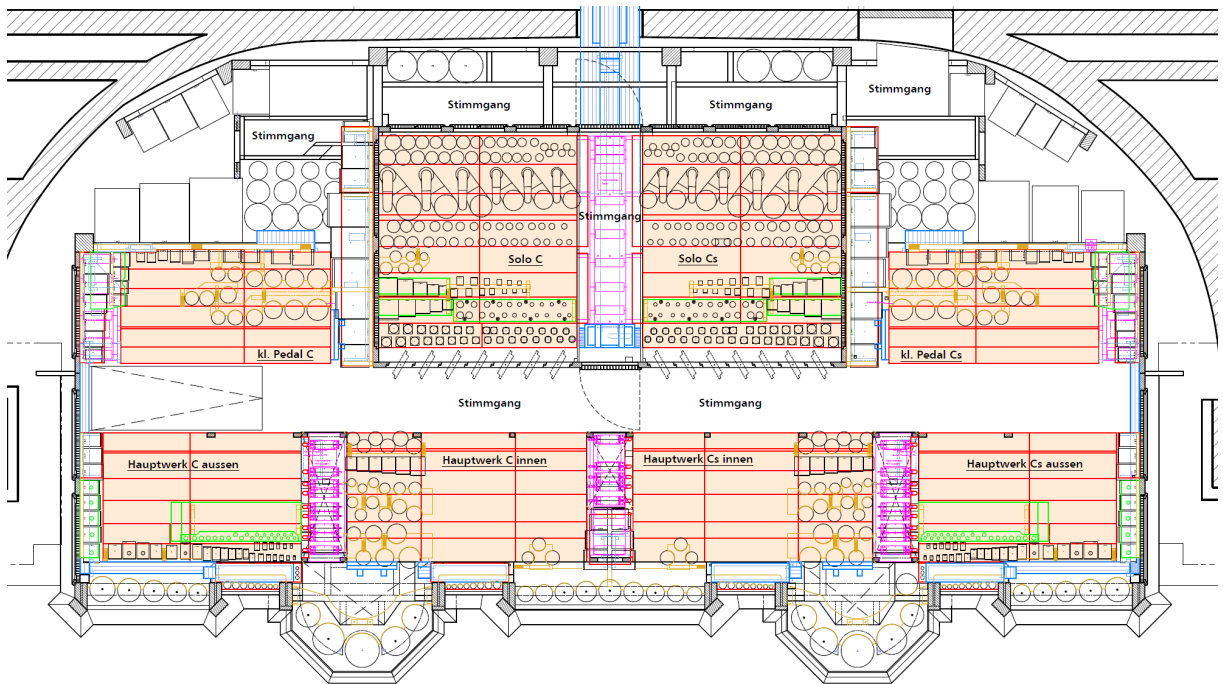 Stimmgang
Stimmgang
Stimmgang
Stimmgang
Stimmgang
Solo C
Solo Cs
kl. Pedal C
kl. Pedal Cs
Stimmgang
Stimmgang
Hauptwerk C aussen
Hauptwerk C innen
Hauptwerk Cs innen
Hauptwerk Cs aussen